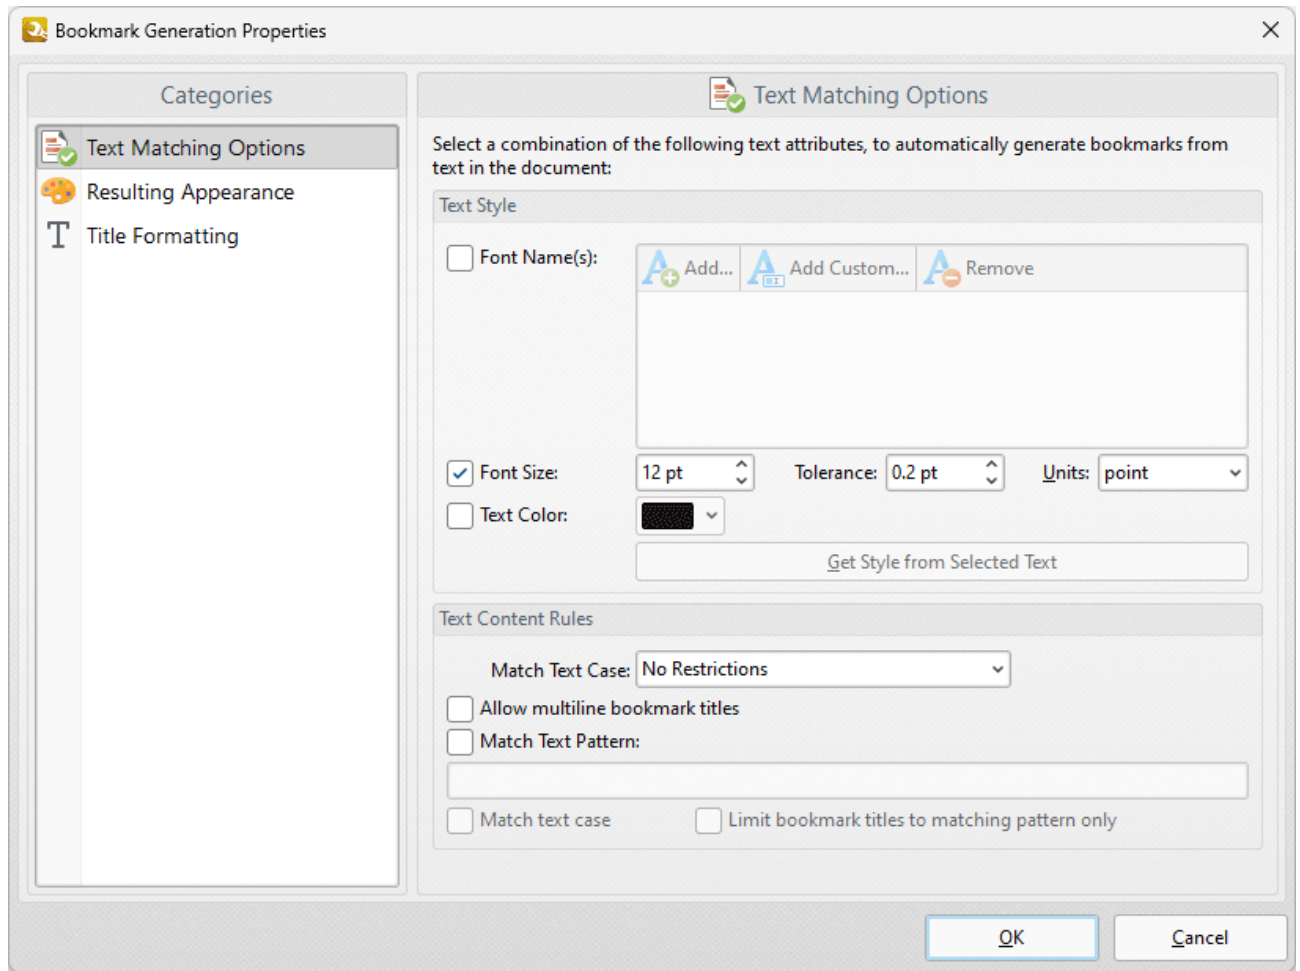 Bookmark Generation Properties
Categories
Text Matching Options
Resulting Appearance
Title Formatting
Text Matching Options
Select a combination of the following text attributes, to automatically generate bookmarks from
text in the document:
Text Style
Font Name(s):
Add... Add Custom... Remove
Font Size: 12 pt Tolerance: 0.2 pt Units: point
Text Color:
Get Style from Selected Text
Text Content Rules
Match Text Case: No Restrictions
Allow multiline bookmark titles
Match Text Pattern:
Match text case Limit bookmark titles to matching pattern only
OK Cancel